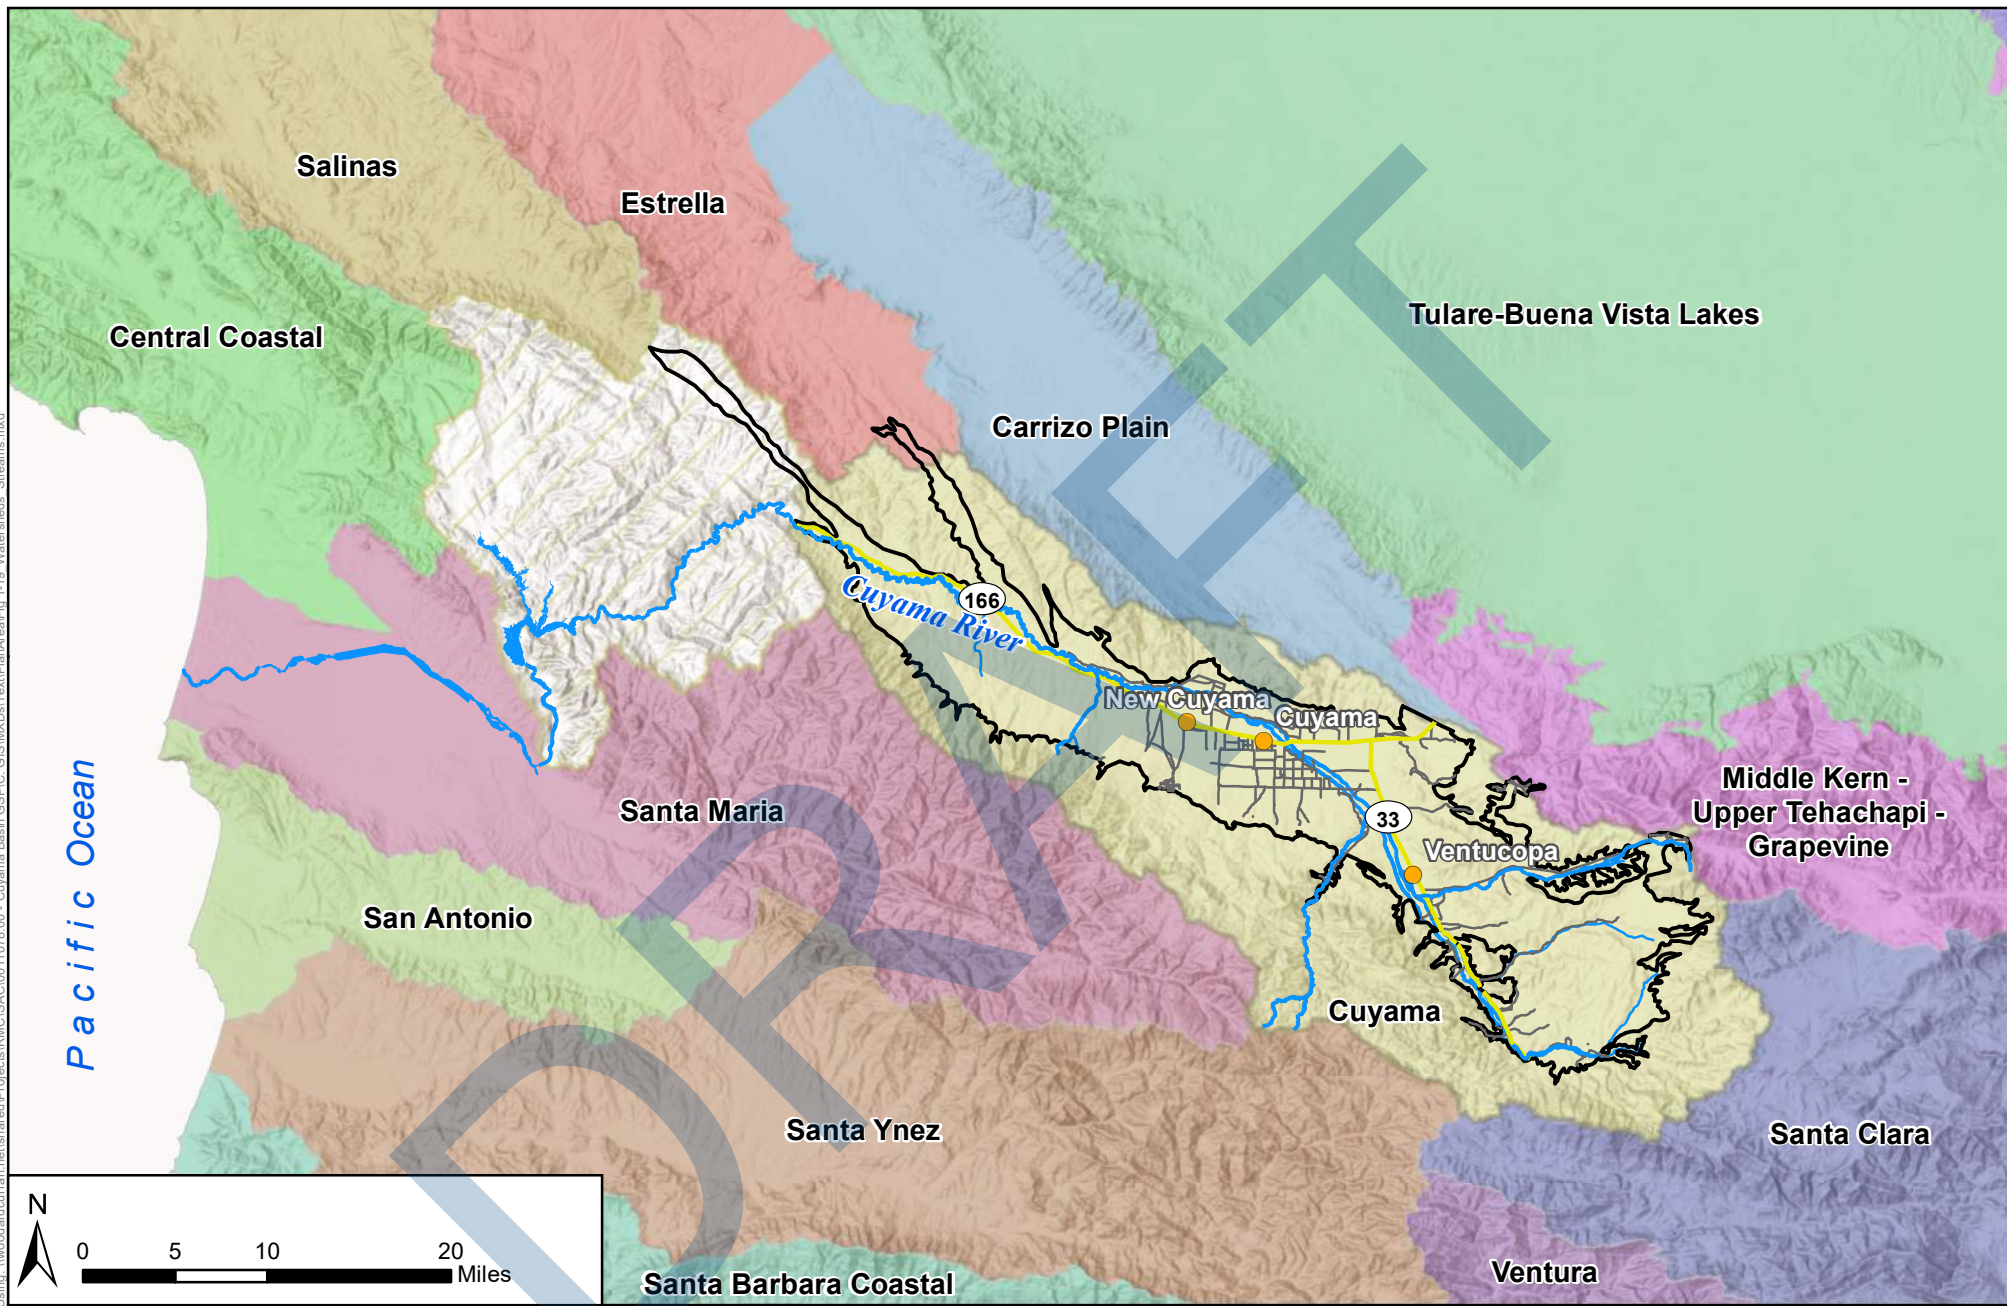 Salinas
Estrella
Central Coastal
Tulare-Buena Vista Lakes
Carrizo Plain
166
Cuyama River
New Cuyama
Cuyama
33
Ventucopa
Middle Kern -
Upper Tehachapi -
Grapevine
Pacific Ocean
Santa Maria
San Antonio
Cuyama
Santa Ynez
Santa Clara
Santa Barbara Coastal
Ventura
N
0 5 10 20
Miles
DRAFT